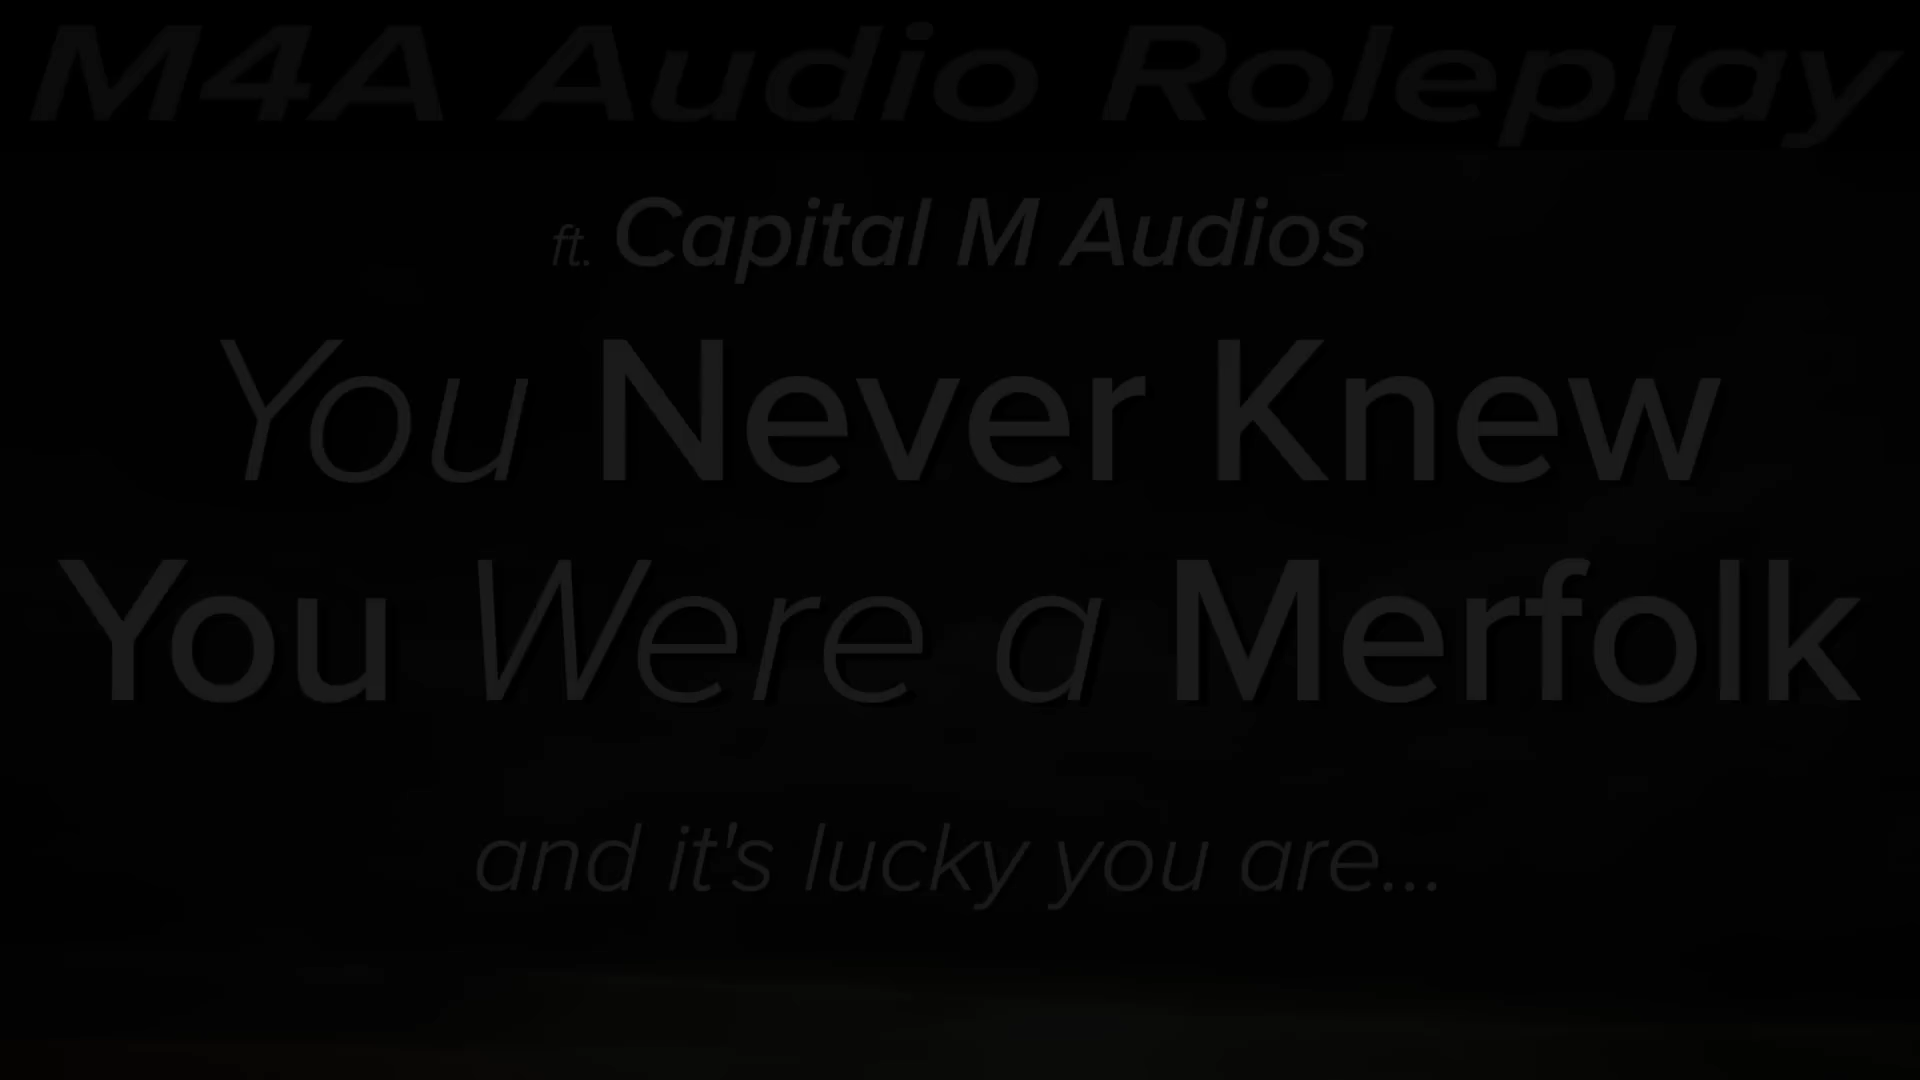 M4A Audio Roleplay
ft. Capital M Audios
You Never Knew
You Were a Merfolk
and it's lucky you are...